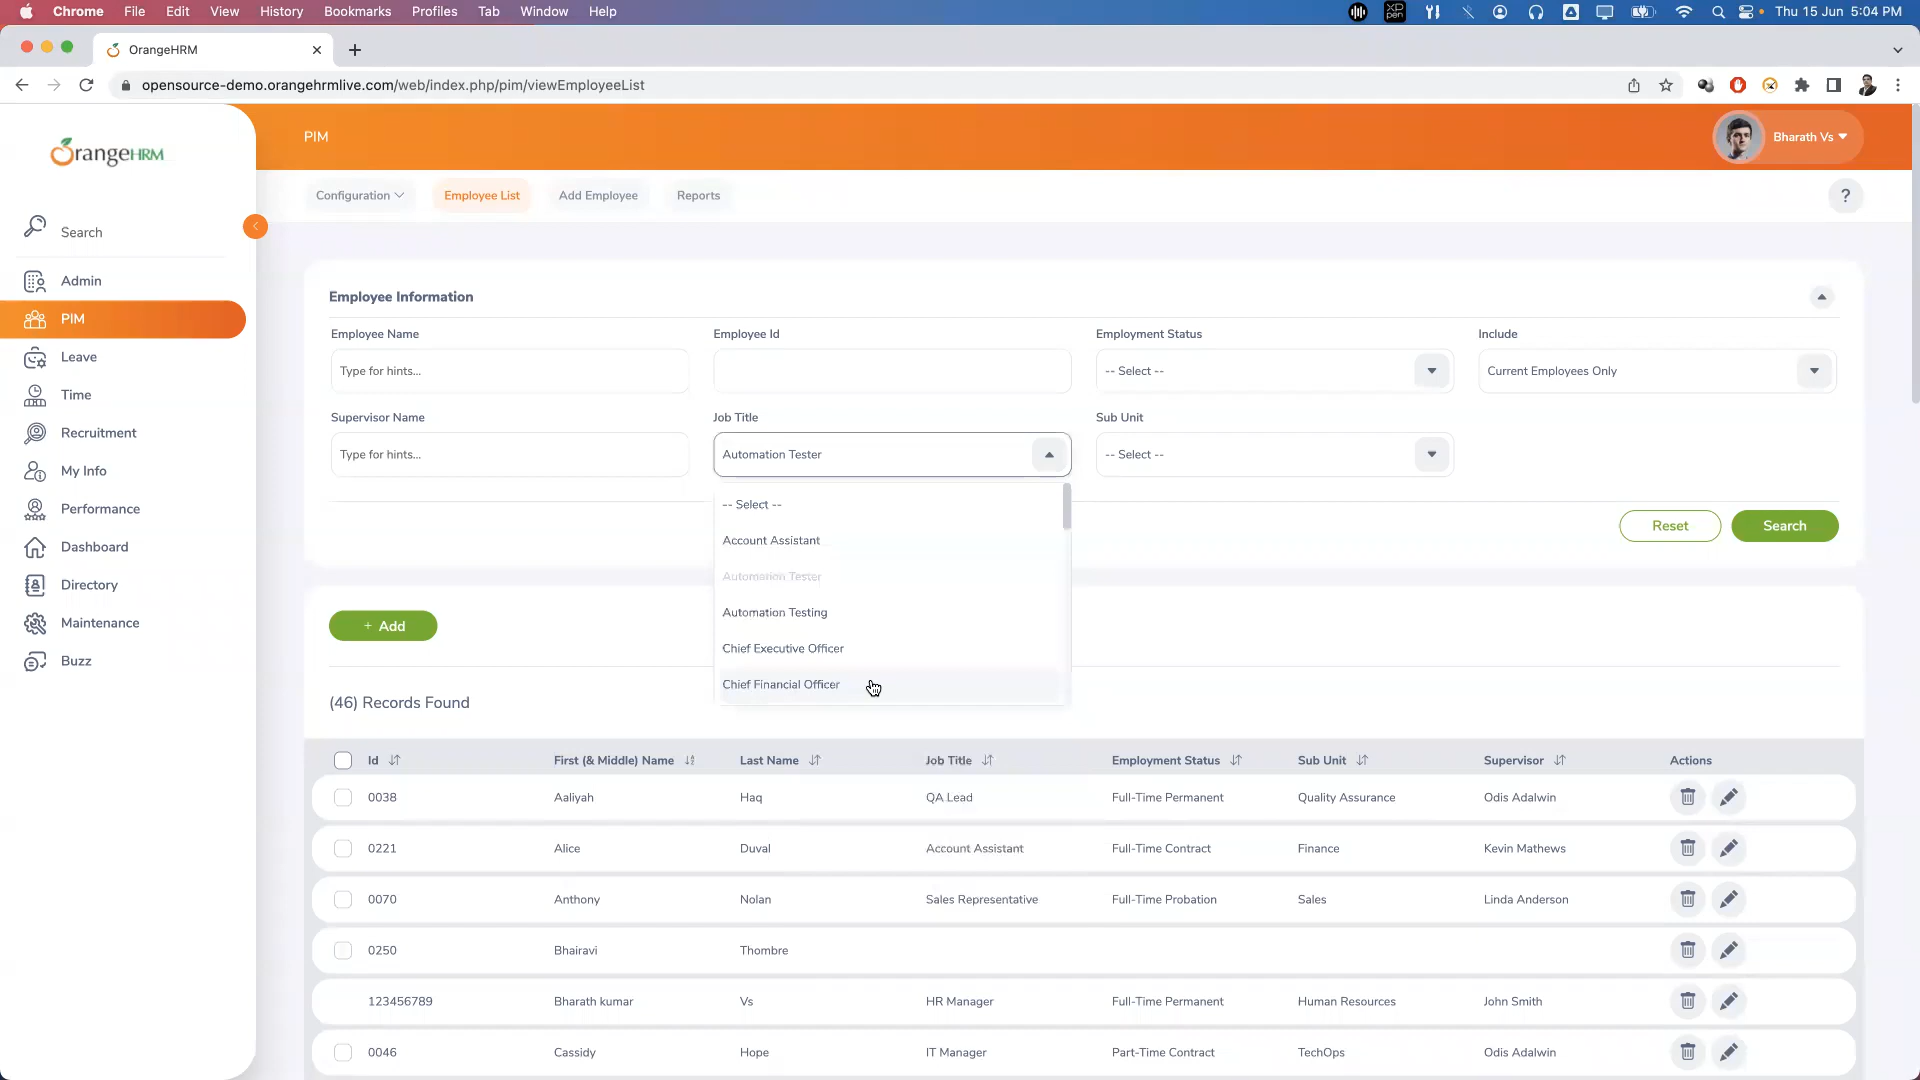 Chrome File Edit View History Bookmarks Profiles Tab Window Help
XP pen
Thu 15 Jun 5:04 PM
OrangeHRM
opensource-demo.orangehrmlive.com/web/index.php/pim/viewEmployeeList
OrangeHRM
PIM
Bharath Vs
Configuration Employee List Add Employee Reports ?
Search
Admin
PIM
Leave
Time
Recruitment
My Info
Performance
Dashboard
Directory
Maintenance
Buzz
Employee Information
Employee Name Employee Id Employment Status Include
Type for hints... -- Select -- Current Employees Only
Supervisor Name Job Title Sub Unit
Type for hints... Automation Tester -- Select --
-- Select --
Account Assistant
Automation Tester
Automation Testing
Chief Executive Officer
Chief Financial Officer
Reset Search
+ Add
(46) Records Found
Id First (& Middle) Name Last Name Job Title Employment Status Sub Unit Supervisor Actions
0038 Aaliyah Haq QA Lead Full-Time Permanent Quality Assurance Odis Adalwin
0221 Alice Duval Account Assistant Full-Time Contract Finance Kevin Mathews
0070 Anthony Nolan Sales Representative Full-Time Probation Sales Linda Anderson
0250 Bhairavi Thombre
123456789 Bharath kumar Vs HR Manager Full-Time Permanent Human Resources John Smith
0046 Cassidy Hope IT Manager Part-Time Contract TechOps Odis Adalwin